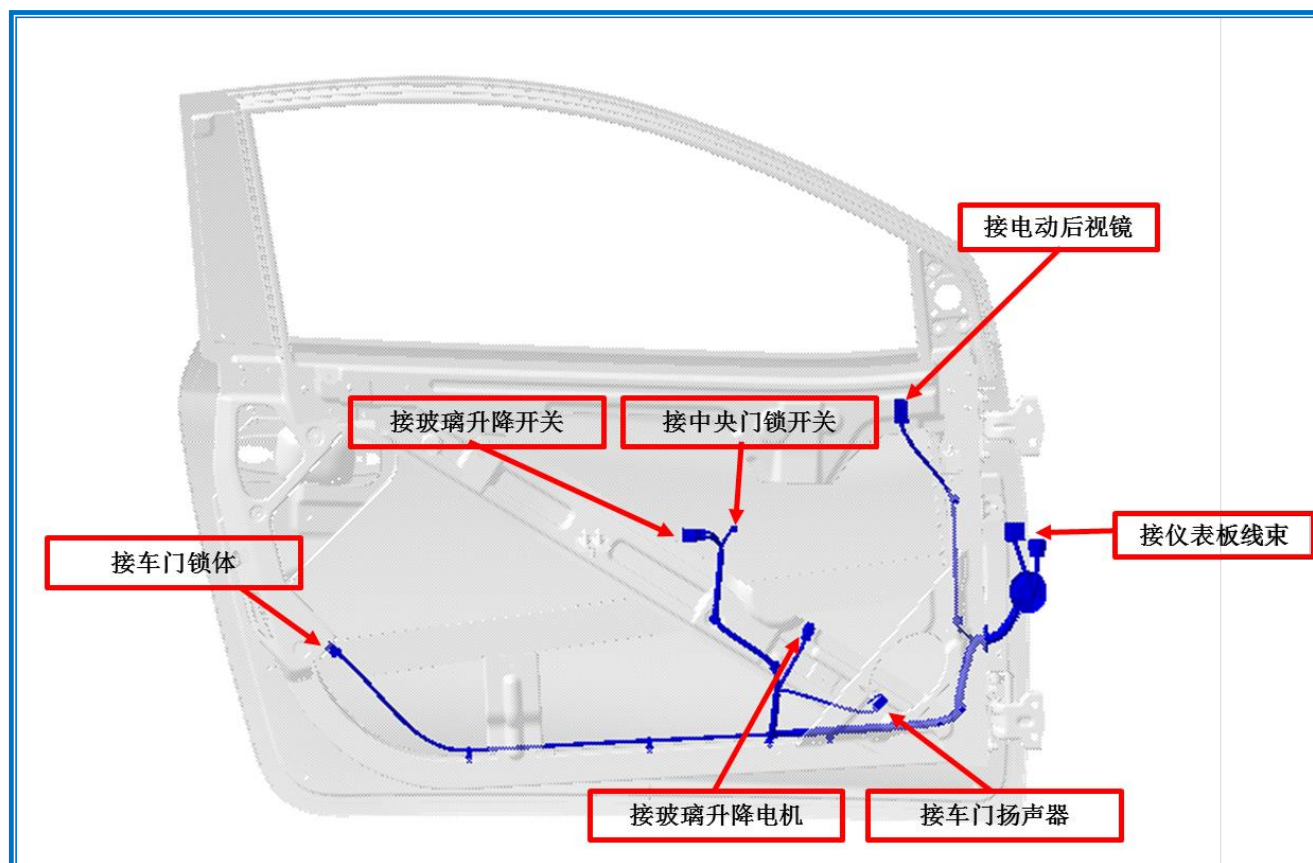 接电动后视镜
接玻璃升降开关
接中央门锁开关
接仪表板线束
接车门锁体
接玻璃升降电机
接车门扬声器